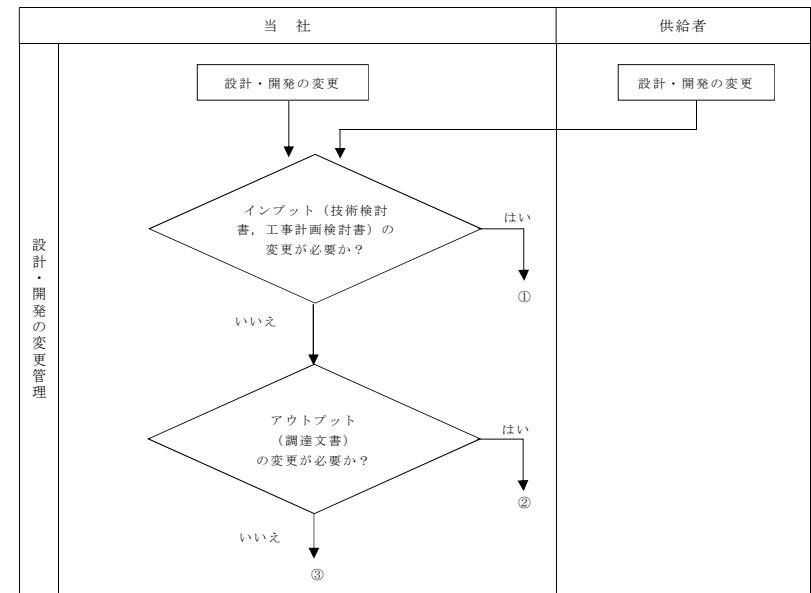 当 社
供給者
設計・開発の変更管理
設計・開発の変更
設計・開発の変更
インプット（技術検討
書，工事計画検討書）の
変更が必要か？
はい
①
いいえ
アウトプット
（調達文書）
の変更が必要か？
はい
②
いいえ
③